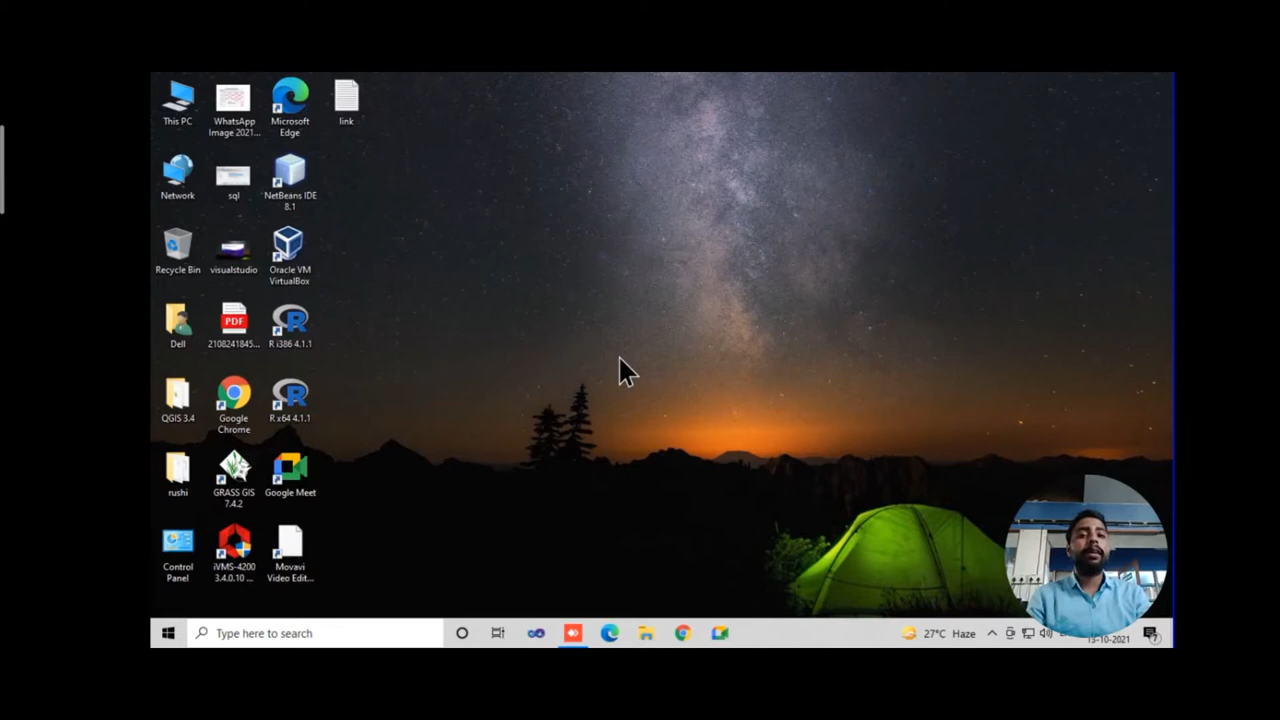 This PC
WhatsApp
Image 2021...
Microsoft
Edge
link
Network
sql
NetBeans IDE
8.1
Recycle Bin
visualstudio
Oracle VM
VirtualBox
Dell
PDF
2108241845...
R i386 4.1.1
QGIS 3.4
Google
Chrome
R x64 4.1.1
rushi
GRASS GIS
7.4.2
Google Meet
Control
Panel
iVMS-4200
3.4.0.10 ...
Movavi
Video Edit...
Type here to search
27°C Haze
13-10-2021
7